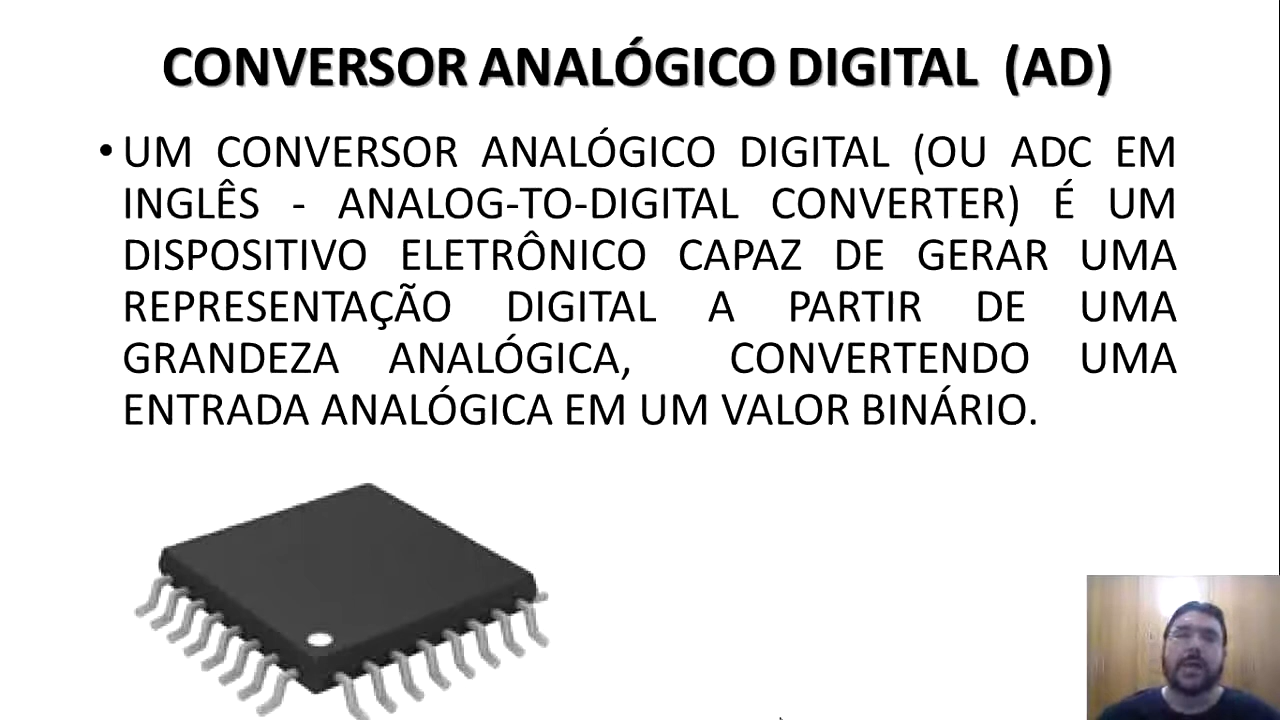 CONVERSOR ANALÓGICO DIGITAL (AD)
• UM CONVERSOR ANALÓGICO DIGITAL (OU ADC EM
INGLÊS - ANALOG-TO-DIGITAL CONVERTER) É UM
DISPOSITIVO ELETRÔNICO CAPAZ DE GERAR UMA
REPRESENTAÇÃO DIGITAL A PARTIR DE UMA
GRANDEZA ANALÓGICA, CONVERTENDO UMA
ENTRADA ANALÓGICA EM UM VALOR BINÁRIO.